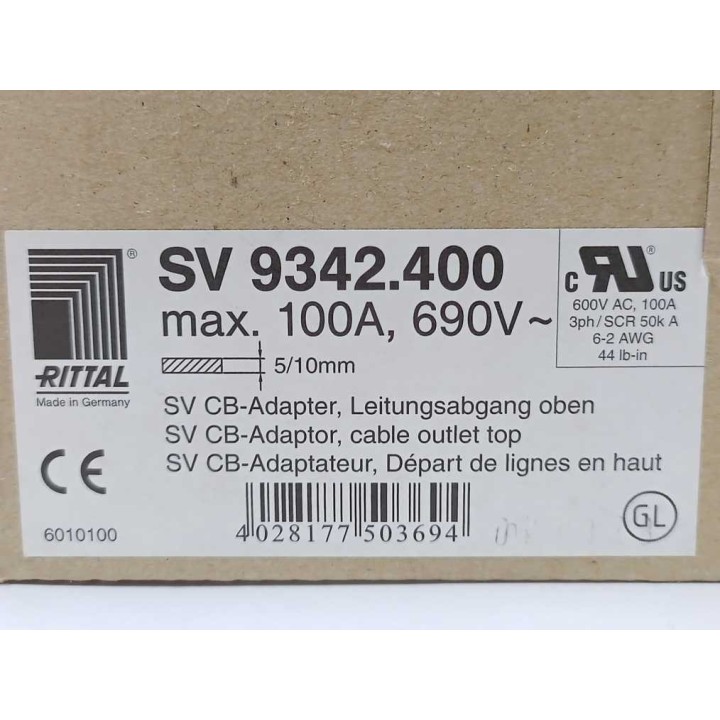 RITTAL
®
Made in Germany
SV 9342.400
max. 100A, 690V~
5/10mm
SV CB-Adapter, Leitungsabgang oben
SV CB-Adaptor, cable outlet top
SV CB-Adaptateur, Départ de lignes en haut
C RU US
®
600V AC, 100A
3ph/SCR 50k A
6-2 AWG
44 lb-in
CE
6010100
4 028177 503694
GL